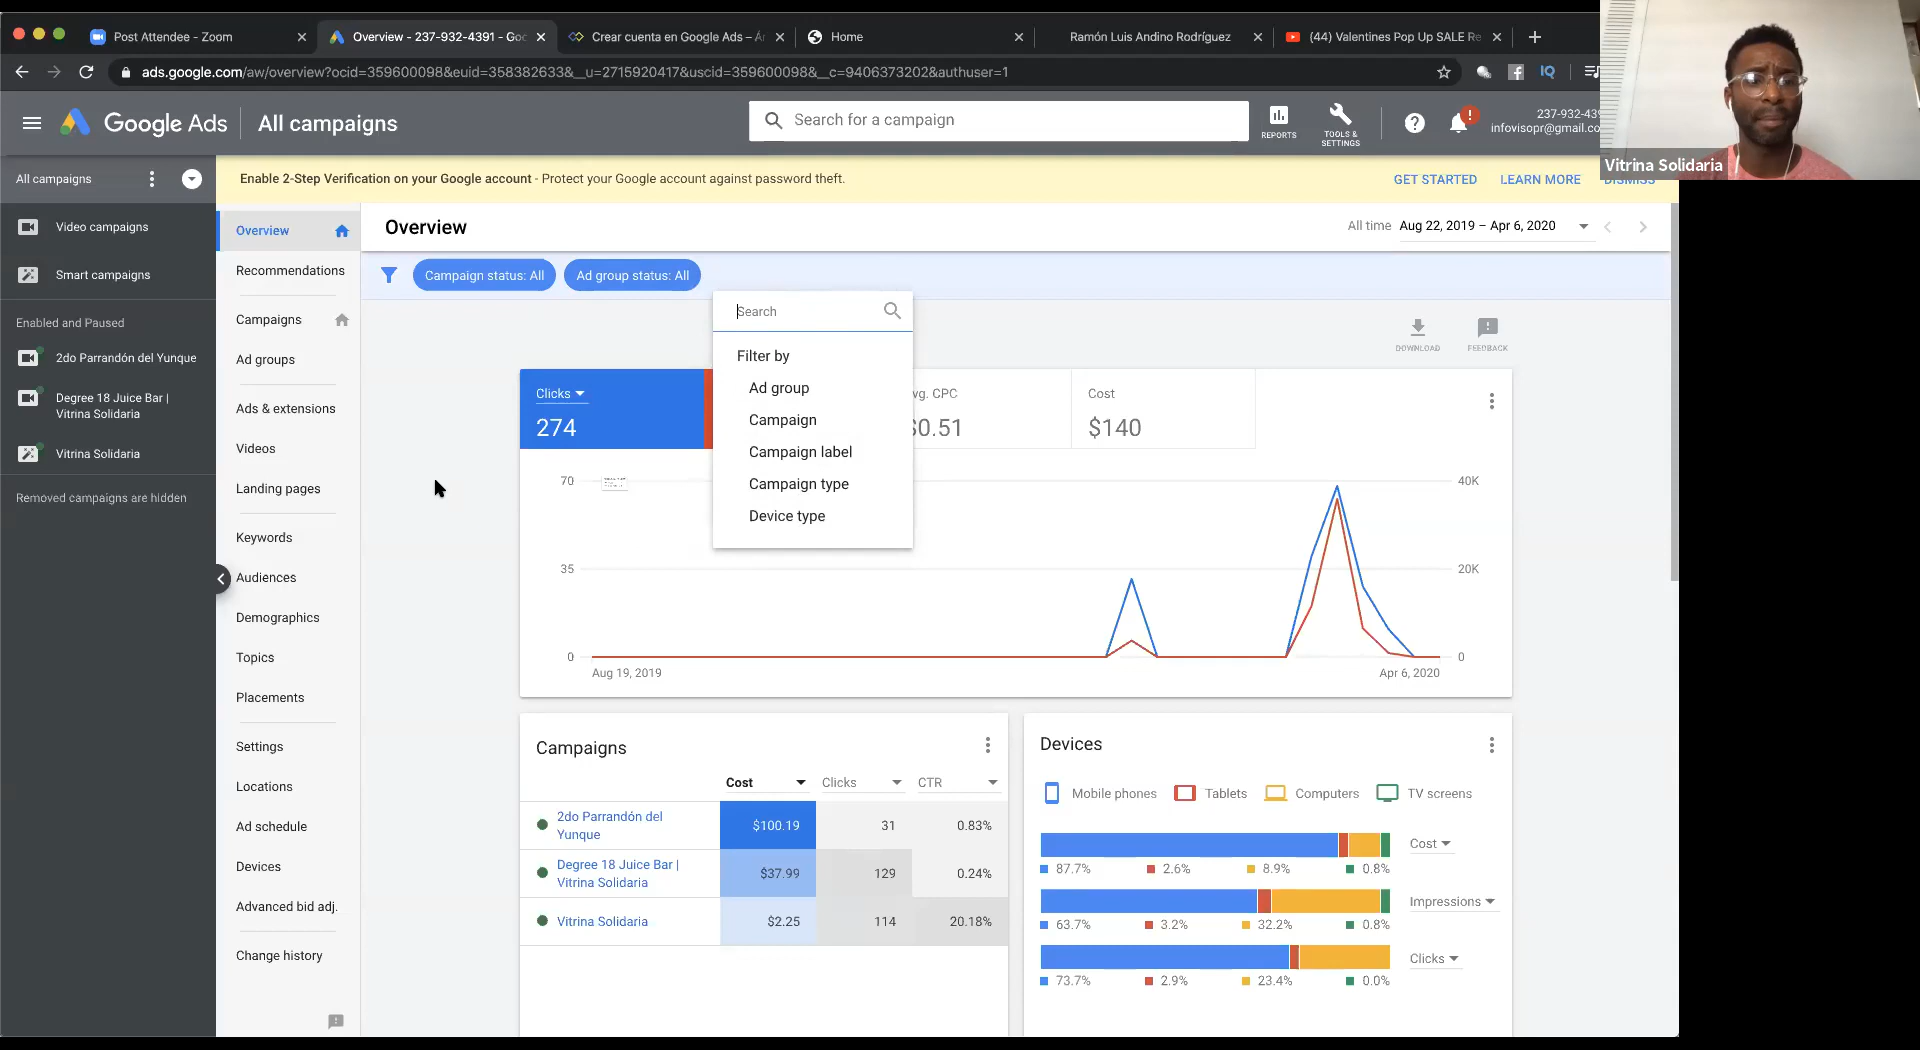 Post Attendee - Zoom
Overview - 237-932-4391 - Goo
Crear cuenta en Google Ads – Á
Home
Ramón Luis Andino Rodríguez
(44) Valentines Pop Up SALE Re
ads.google.com/aw/overview?ocid=359600098&euid=358382633&__u=2715920417&uscid=359600098&__c=9406373202&authuser=1
IQ
Google Ads
All campaigns
Search for a campaign
REPORTS
TOOLS &
SETTINGS
237-932-439
infovisopr@gmail.co
Vitrina Solidaria
All campaigns
Enable 2-Step Verification on your Google account - Protect your Google account against password theft.
GET STARTED
LEARN MORE
DISMISS
Video campaigns
Smart campaigns
Enabled and Paused
2do Parrandón del Yunque
Degree 18 Juice Bar |
Vitrina Solidaria
Vitrina Solidaria
Removed campaigns are hidden
Overview
Recommendations
Campaigns
Ad groups
Ads & extensions
Videos
Landing pages
Keywords
Audiences
Demographics
Topics
Placements
Settings
Locations
Ad schedule
Devices
Advanced bid adj.
Change history
Overview
All time
Aug 22, 2019 – Apr 6, 2020
Campaign status: All
Ad group status: All
Search
Filter by
Ad group
Campaign
Campaign label
Campaign type
Device type
DOWNLOAD
FEEDBACK
Clicks
274
vg. CPC
$0.51
Cost
$140
70
35
0
40K
20K
0
Aug 19, 2019
Apr 6, 2020
Campaigns
Cost
Clicks
CTR
2do Parrandón del
Yunque
$100.19
31
0.83%
Degree 18 Juice Bar |
Vitrina Solidaria
$37.99
129
0.24%
Vitrina Solidaria
$2.25
114
20.18%
Devices
Mobile phones
Tablets
Computers
TV screens
Cost
87.7%
2.6%
8.9%
0.8%
Impressions
63.7%
3.2%
32.2%
0.8%
Clicks
73.7%
2.9%
23.4%
0.0%